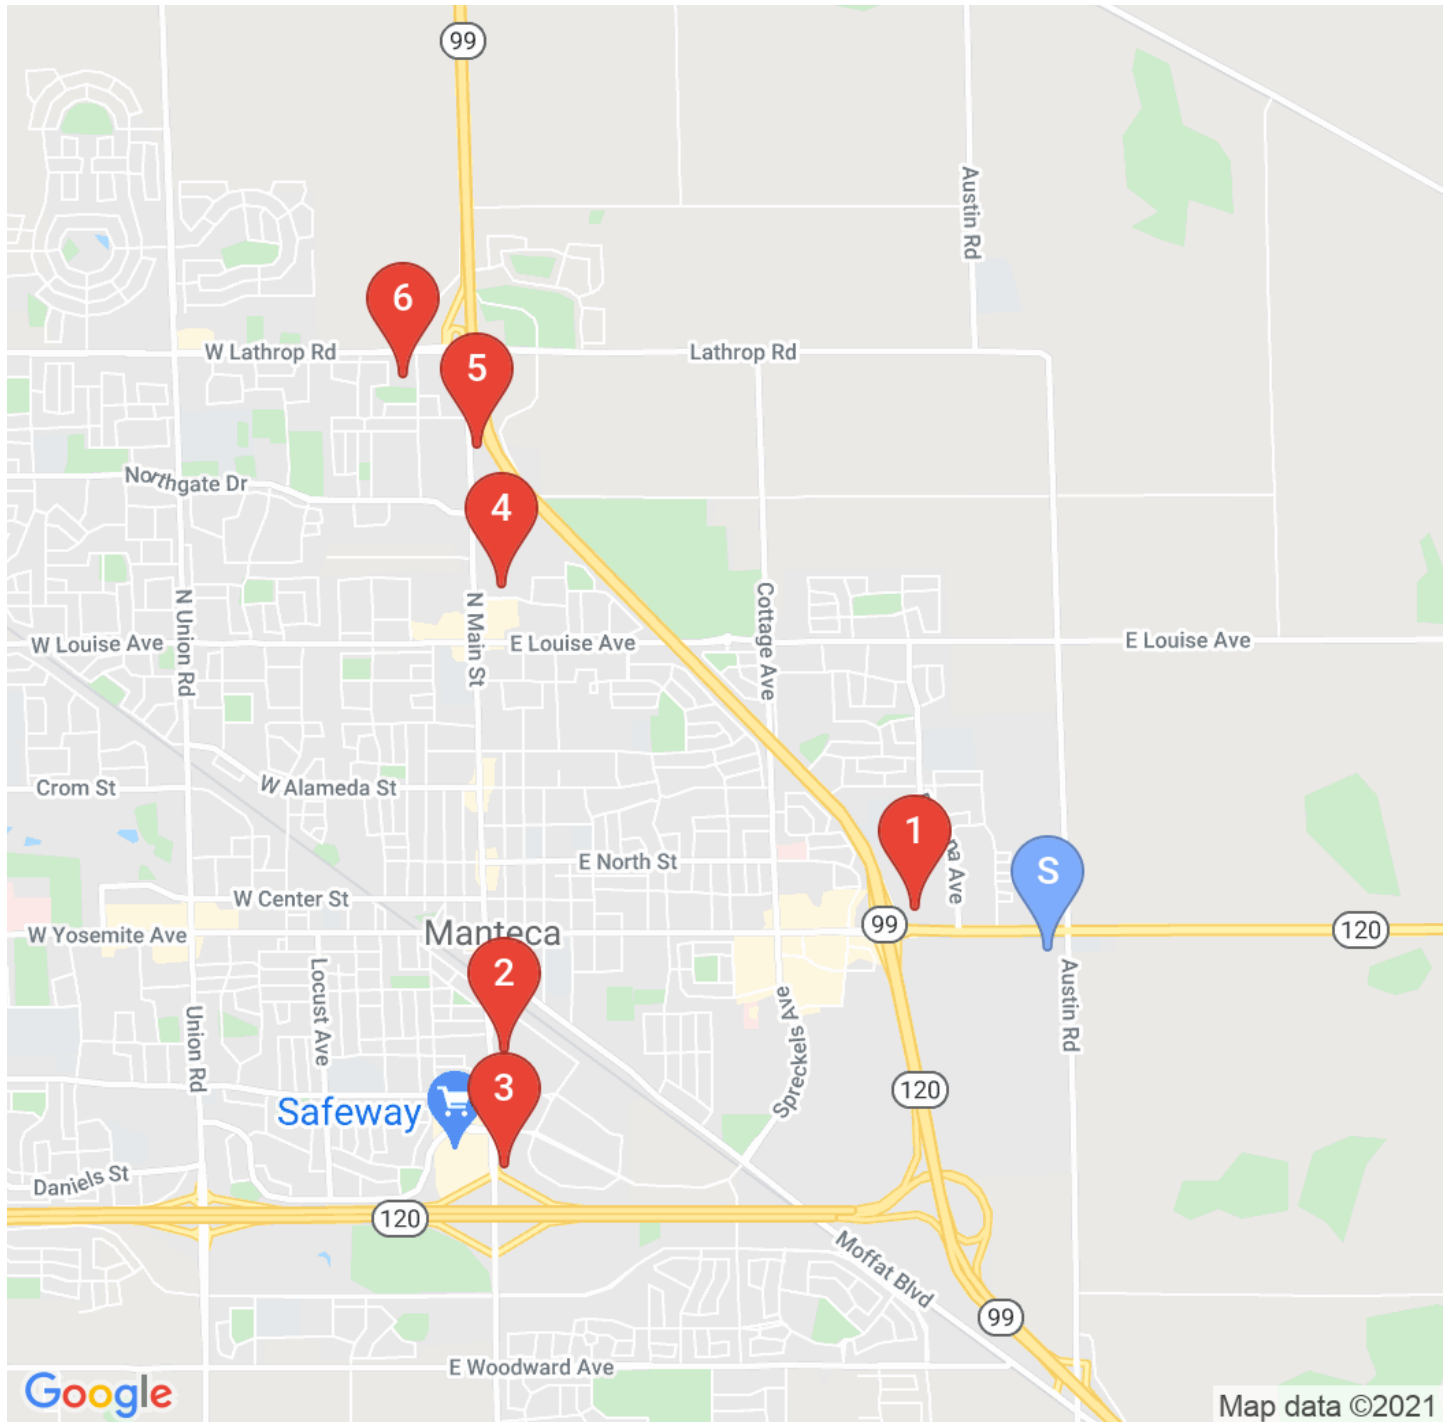 99
Austin Rd
6
W Lathrop Rd
5
Lathrop Rd
Northgate Dr
4
N Union Rd
N Main St
Cottage Ave
W Louise Ave
E Louise Ave
E Louise Ave
Crom St
W Alameda St
1
pa Ave
E North St
S
W Center St
99
120
W Yosemite Ave
Manteca
2
Locust Ave
Union Rd
Spreckels Ave
Austin Rd
3
120
Safeway
Daniels St
120
Moffat Blvd
99
E Woodward Ave
Google
Map data ©2021